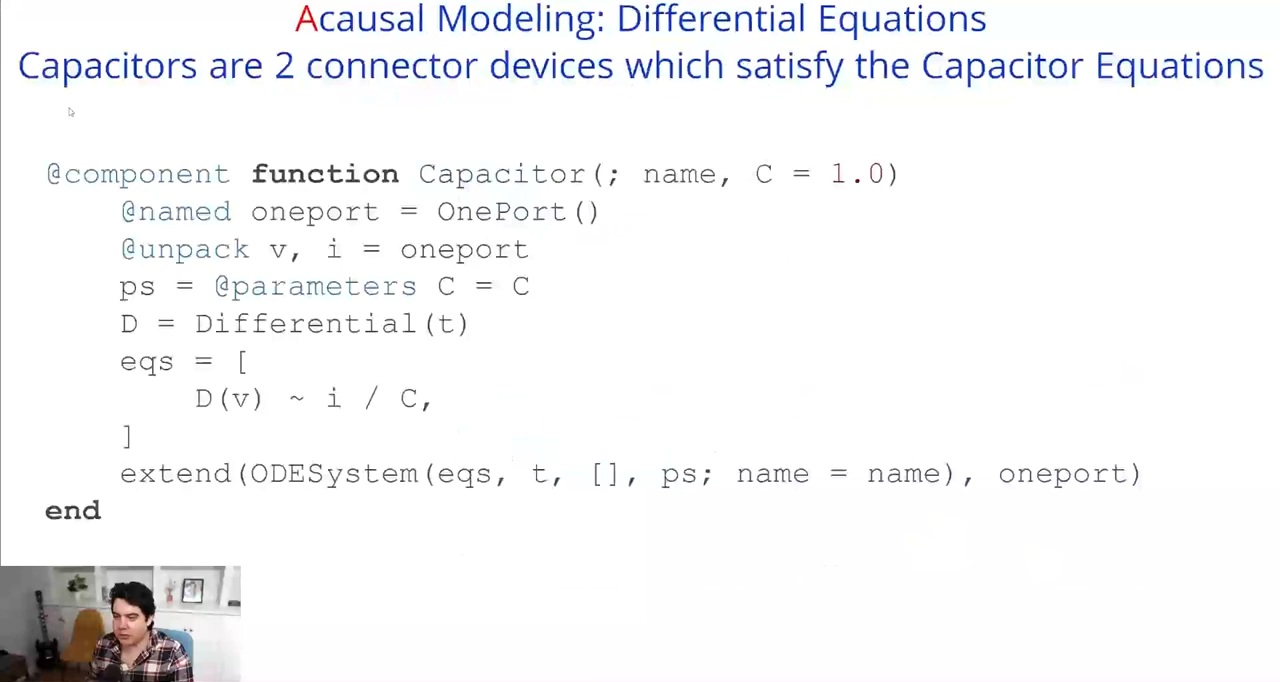 Acausal Modeling: Differential Equations
Capacitors are 2 connector devices which satisfy the Capacitor Equations
@component function Capacitor(; name, C = 1.0)
@named oneport = OnePort()
@unpack v, i = oneport
ps = @parameters C = C
D = Differential(t)
eqs = [
D(v) ~ i / C,
]
extend(ODESystem(eqs, t, [], ps; name = name), oneport)
end